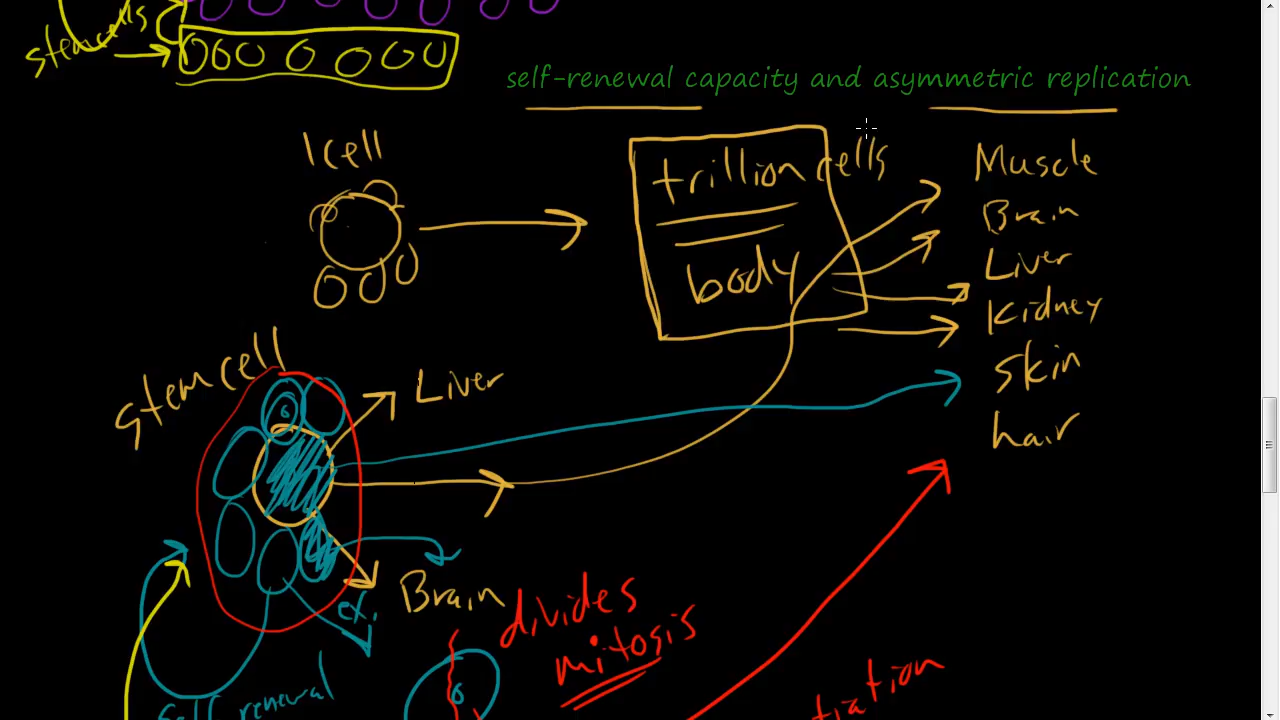 stem cells
self-renewal capacity and asymmetric replication
1 cell
trillion cells
body
Muscle
Brain
Liver
Kidney
skin
hair
stem cell
Liver
Brain
divides
mitosis
self renewal
tiation